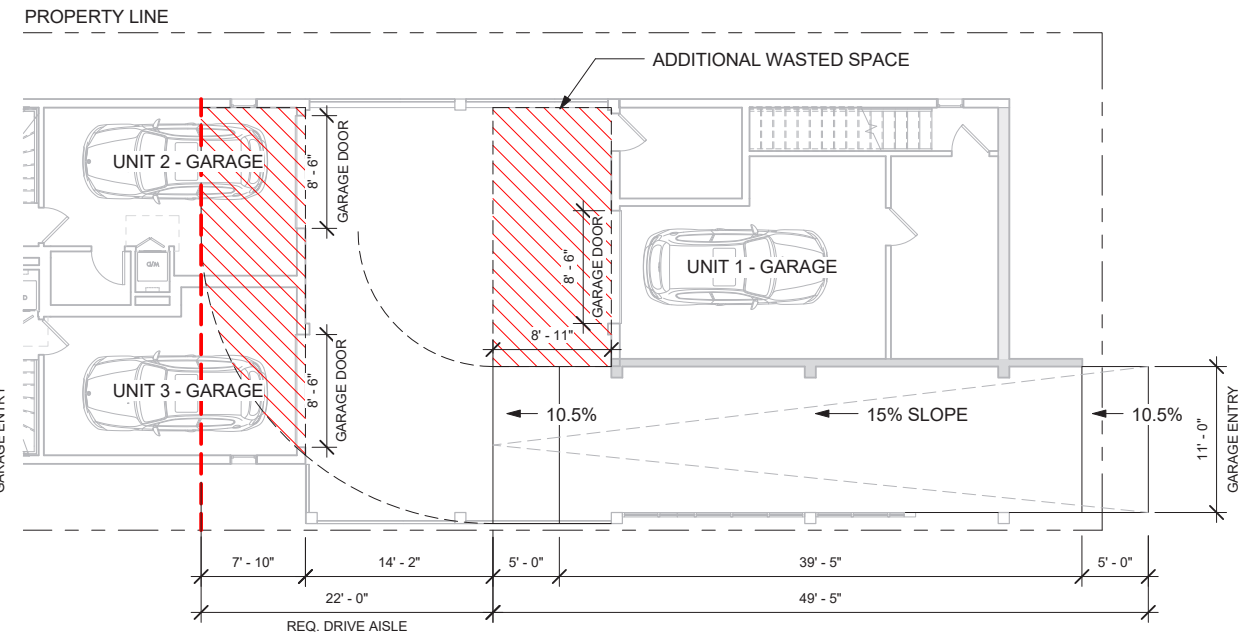 PROPERTY LINE
ADDITIONAL WASTED SPACE
UNIT 2 - GARAGE
8' - 6"
GARAGE DOOR
8' - 6"
GARAGE DOOR
UNIT 1 - GARAGE
W/D
8' - 11"
UNIT 3 - GARAGE
8' - 6"
GARAGE DOOR
10.5%
15% SLOPE
10.5%
11' - 0"
GARAGE ENTRY
GARAGE ENTRY
7' - 10"
14' - 2"
5' - 0"
39' - 5"
5' - 0"
22' - 0"
49' - 5"
REQ. DRIVE AISLE